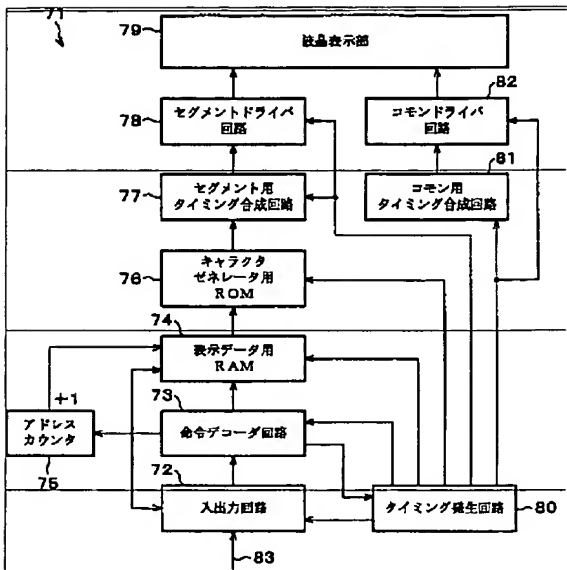 71
79
液晶表示部
82
78
セグメントドライバ
回路
コモンドライバ
回路
81
77
セグメント用
タイミング合成回路
コモン用
タイミング合成回路
76
キャラクタ
ゼネレータ用
ROM
74
表示データ用
RAM
+1
73
アドレス
カウンタ
命令デコーダ回路
75
72
入出力回路
タイミング発生回路
80
83